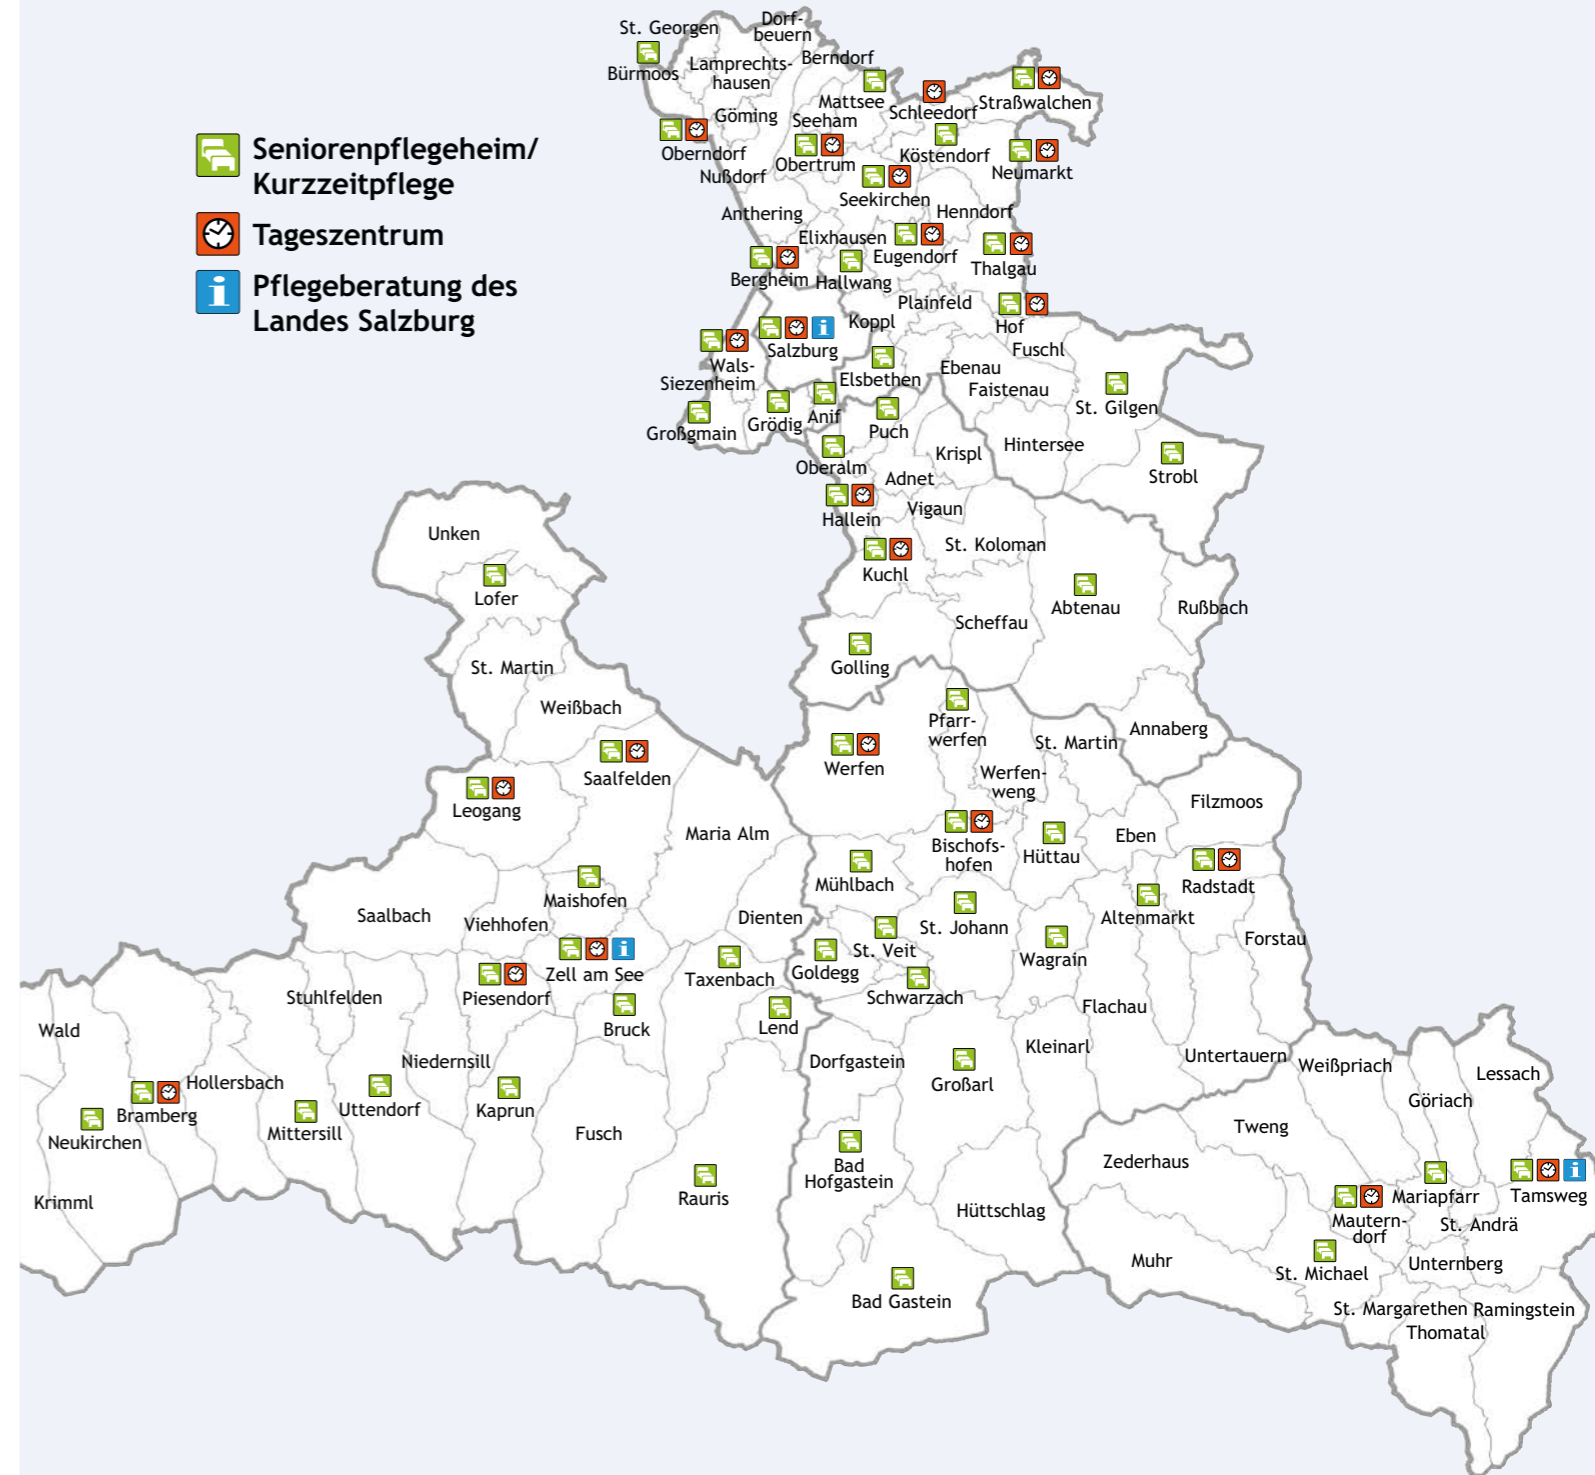 Seniorenpflegeheim/
Kurzzeitpflege
Tageszentrum
Pflegeberatung des
Landes Salzburg
St. Georgen
Dorf-
beuern
Bürmoos
Lamprechts-
hausen
Berndorf
Mattsee
Schleedorf
Straßwalchen
Göming
Seeham
Oberndorf
Obertrum
Köstendorf
Neumarkt
Nußdorf
Seekirchen
Anthering
Henndorf
Elixhausen
Eugendorf
Thalgau
Bergheim
Hallwang
Plainfeld
Hof
Koppl
Salzburg
Fuschl
Wals-
Siezenheim
Elsbethen
Ebenau
Faistenau
St. Gilgen
Großgmain
Grödig
Anif
Puch
Hintersee
Krispl
Oberalm
Strobl
Adnet
Hallein
Vigaun
Unken
St. Koloman
Kuchl
Lofer
Abtenau
Rußbach
Scheffau
St. Martin
Golling
Weißbach
Pfarr-
werfen
St. Martin
Annaberg
Werfen
Saalfelden
Werfen-
weng
Leogang
Filzmoos
Maria Alm
Bischofs-
hofen
Hüttau
Eben
Mühlbach
Radstadt
Maishofen
Saalbach
Viehhofen
Dienten
St. Johann
Altenmarkt
St. Veit
Forstau
Wagrain
Zell am See
Taxenbach
Goldegg
Piesendorf
Schwarzach
Stuhlfelden
Flachau
Bruck
Lend
Wald
Kleinarl
Niedernsill
Dorfgastein
Großarl
Untertauern
Weißpriach
Lessach
Hollersbach
Göriach
Bramberg
Uttendorf
Kaprun
Neukirchen
Mittersill
Fusch
Tweng
Zederhaus
Bad
Hofgastein
Rauris
Krimml
Hüttschlag
Mariapfarr
Tamsweg
Mautern-
dorf
St. Andrä
Muhr
St. Michael
Unternberg
Bad Gastein
St. Margarethen
Ramingstein
Thomatal